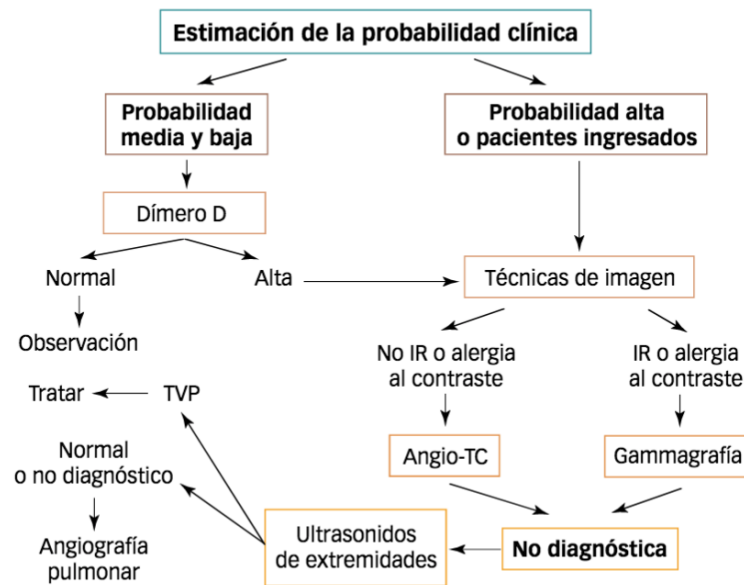 Estimación de la probabilidad clínica
Probabilidad
media y baja
Probabilidad alta
o pacientes ingresados
Dímero D
Normal
Alta
Técnicas de imagen
Observación
No IR o alergia
al contraste
IR o alergia
al contraste
Tratar
TVP
Normal
o no diagnóstico
Angio-TC
Gammagrafía
Angiografía
pulmonar
Ultrasonidos
de extremidades
No diagnóstica